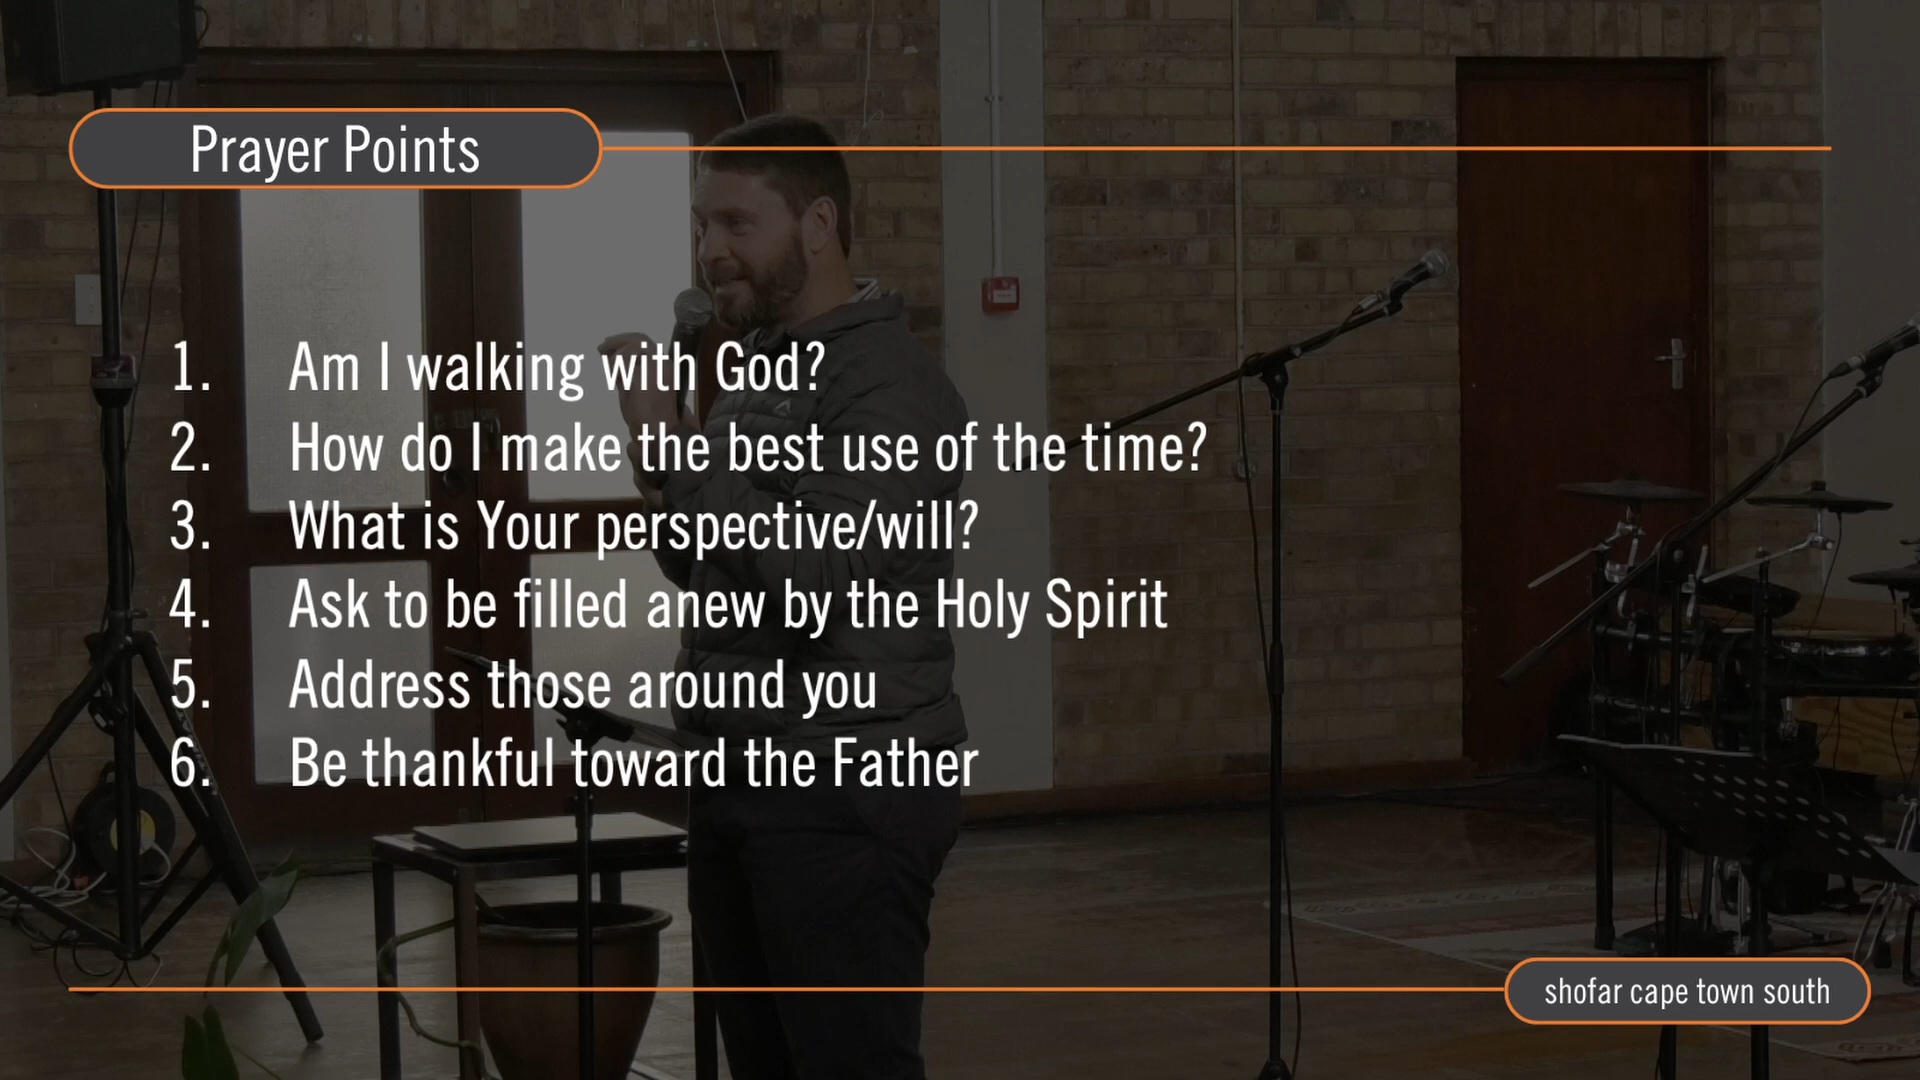 Prayer Points
1. Am I walking with God?
2. How do I make the best use of the time?
3. What is Your perspective/will?
4. Ask to be filled anew by the Holy Spirit
5. Address those around you
6. Be thankful toward the Father
shofar cape town south